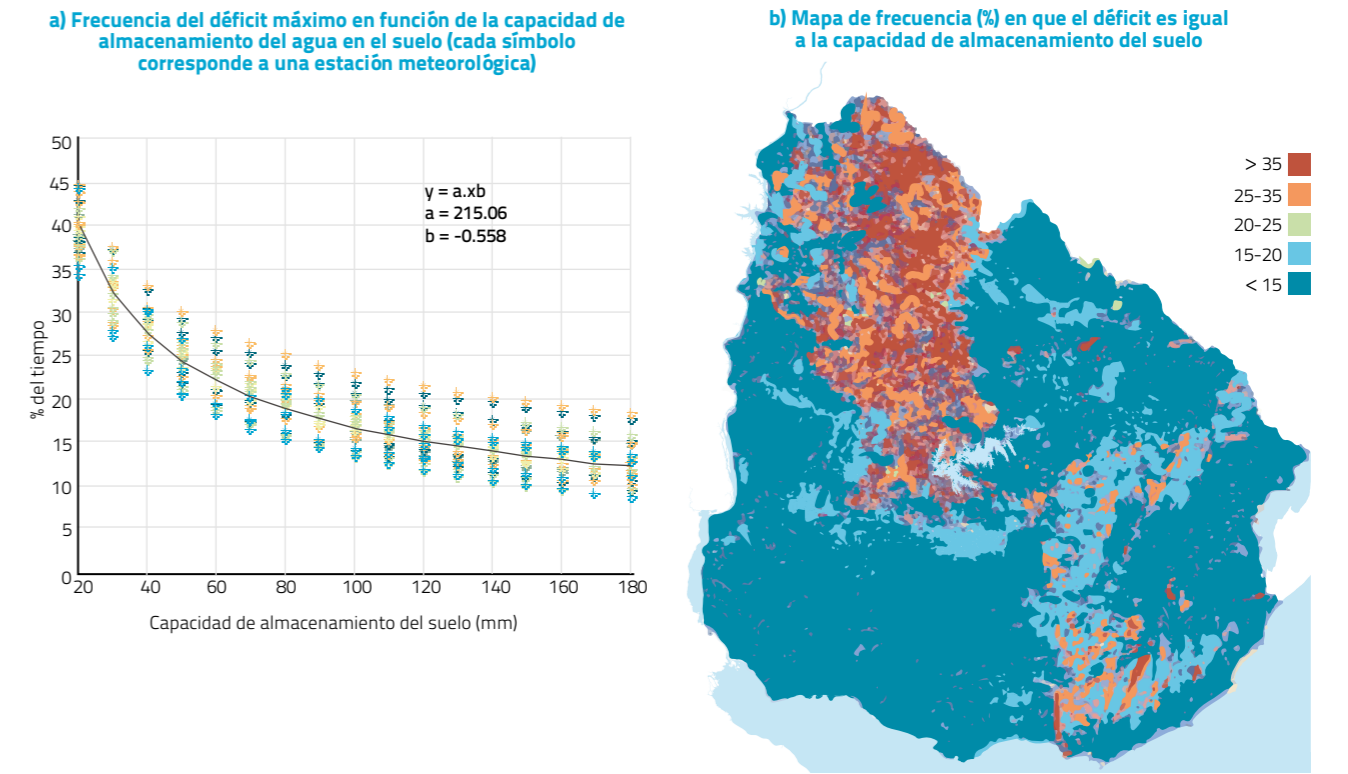 a) Frecuencia del déficit máximo en función de la capacidad de
almacenamiento del agua en el suelo (cada símbolo
corresponde a una estación meteorológica)
50
45
40
35
30
25
20
15
10
5
0
% del tiempo
y = a.xb
a = 215.06
b = -0.558
20 40 60 80 100 120 140 160 180
Capacidad de almacenamiento del suelo (mm)
b) Mapa de frecuencia (%) en que el déficit es igual
a la capacidad de almacenamiento del suelo
> 35
25-35
20-25
15-20
< 15